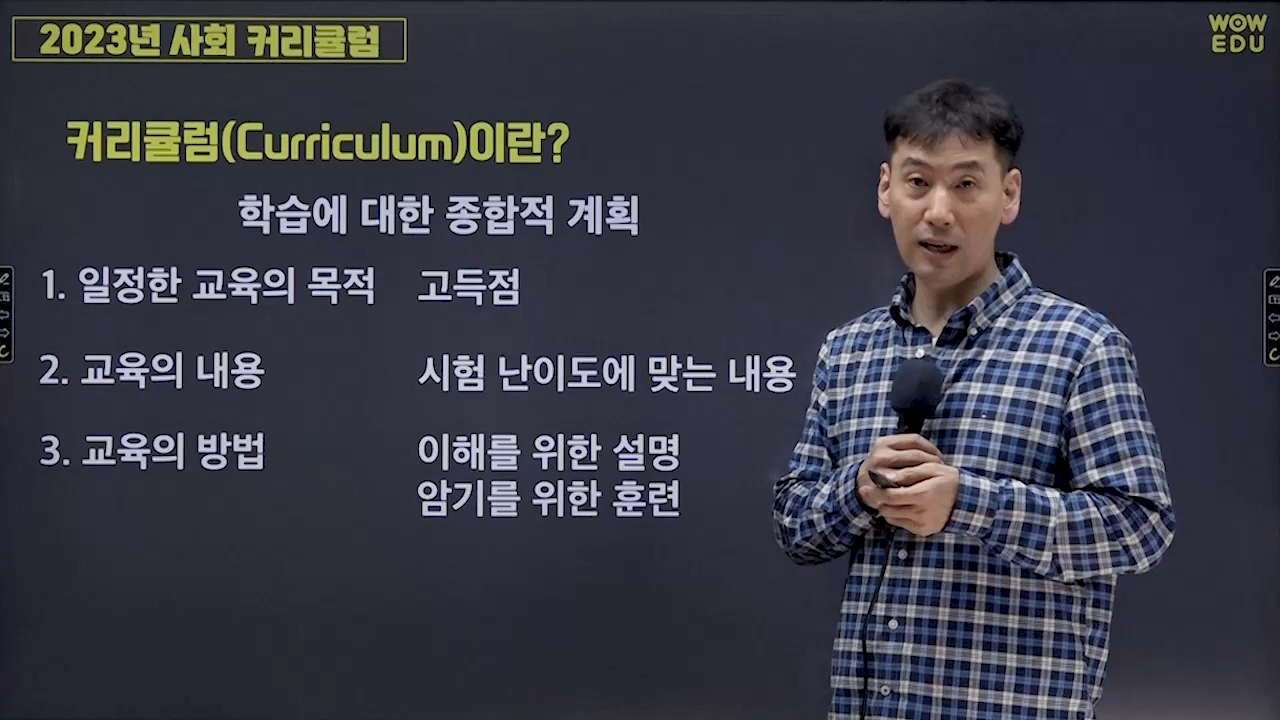 2023년 사회 커리큘럼
WOW
EDU
커리큘럼(Curriculum)이란?
학습에 대한 종합적 계획
1. 일정한 교육의 목적 고득점
2. 교육의 내용 시험 난이도에 맞는 내용
3. 교육의 방법 이해를 위한 설명
암기를 위한 훈련